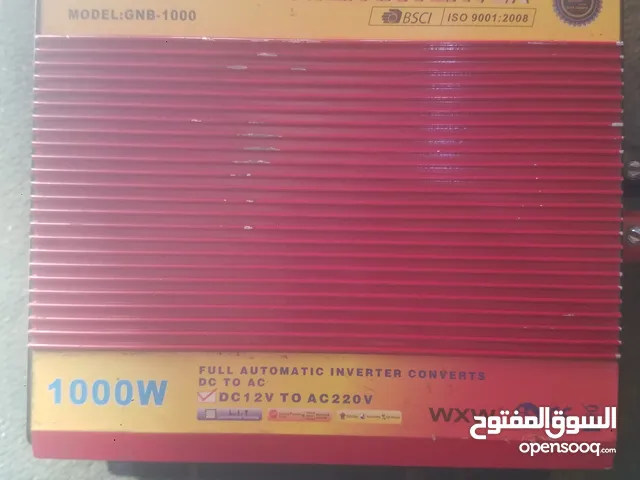 MODEL:GNB-1000
BSCI
ISO 9001:2008
1000W
FULL AUTOMATIC INVERTER CONVERTS
DC TO AC
DC12V TO AC220V
السوق المفتوح
opensooq.com